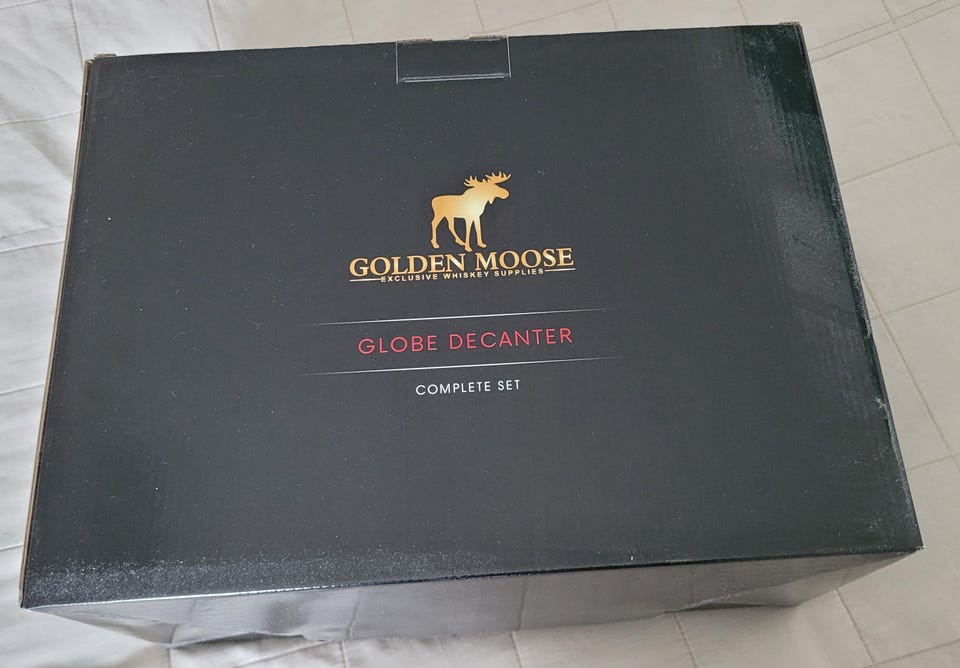 GOLDEN MOOSE
EXCLUSIVE WHISKEY SUPPLIES
GLOBE DECANTER
COMPLETE SET